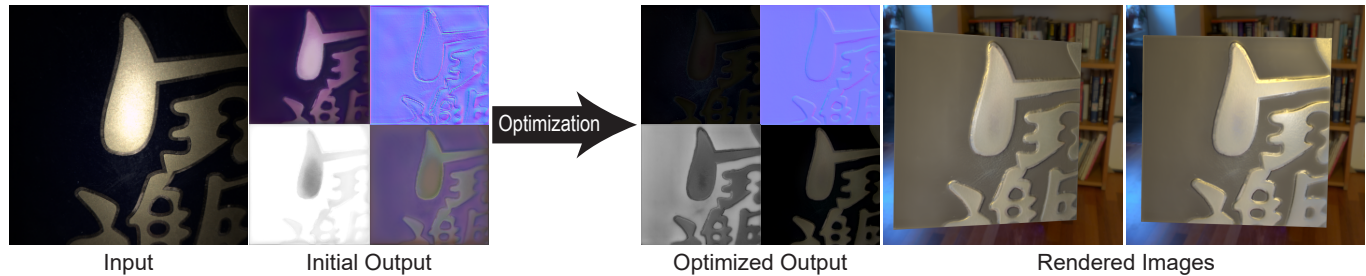 Optimization
Input
Initial Output
Optimized Output
Rendered Images